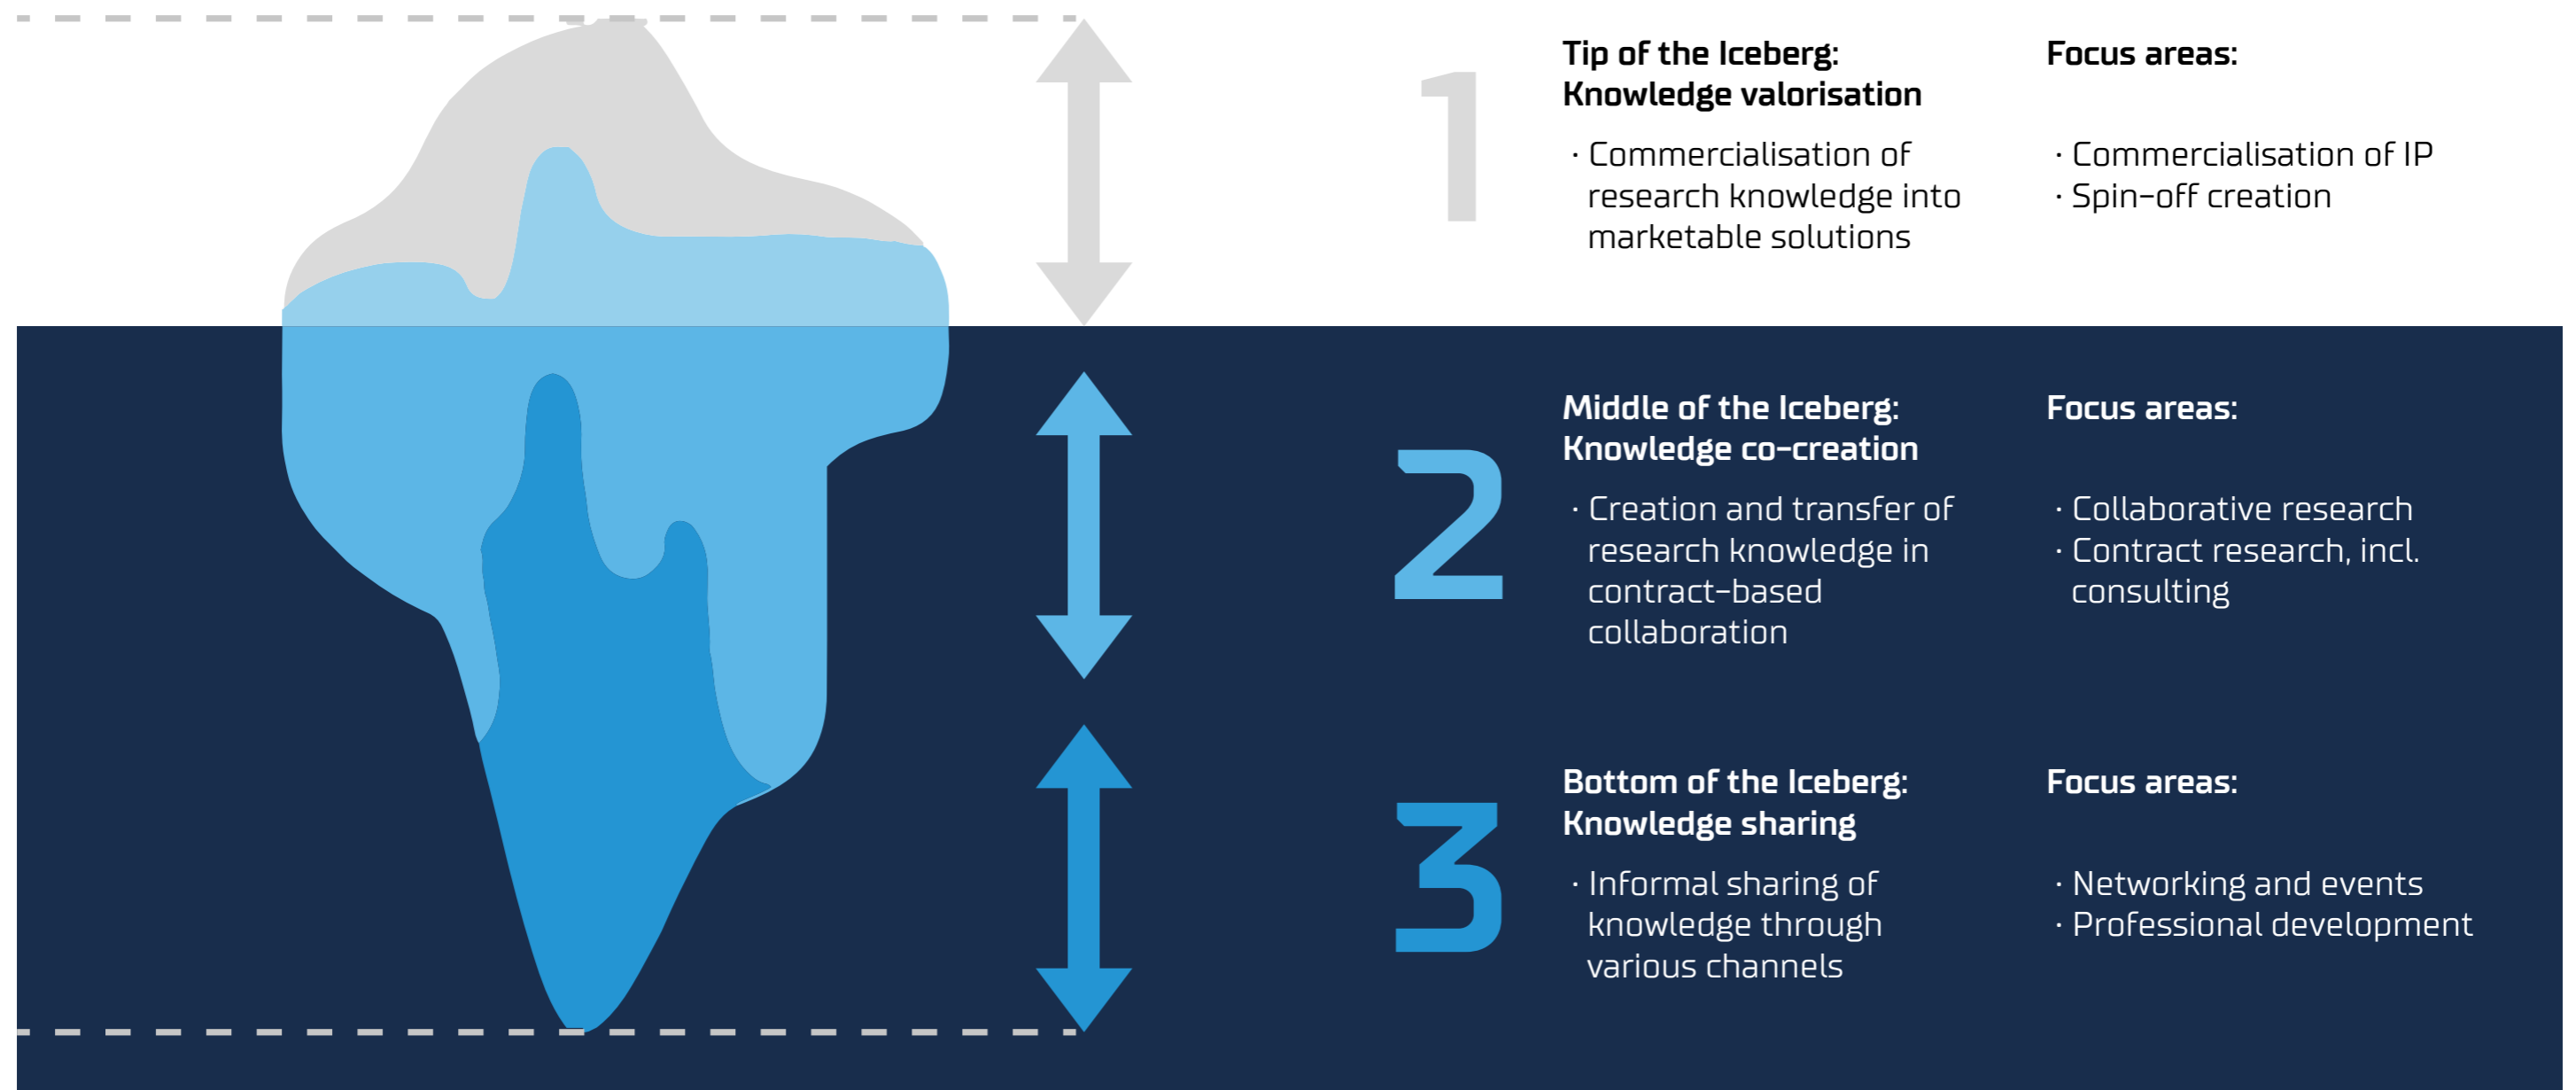 1
Tip of the Iceberg:
Knowledge valorisation
· Commercialisation of
research knowledge into
marketable solutions
Focus areas:
· Commercialisation of IP
· Spin-off creation
2
Middle of the Iceberg:
Knowledge co-creation
· Creation and transfer of
research knowledge in
contract-based
collaboration
Focus areas:
· Collaborative research
· Contract research, incl.
consulting
3
Bottom of the Iceberg:
Knowledge sharing
· Informal sharing of
knowledge through
various channels
Focus areas:
· Networking and events
· Professional development